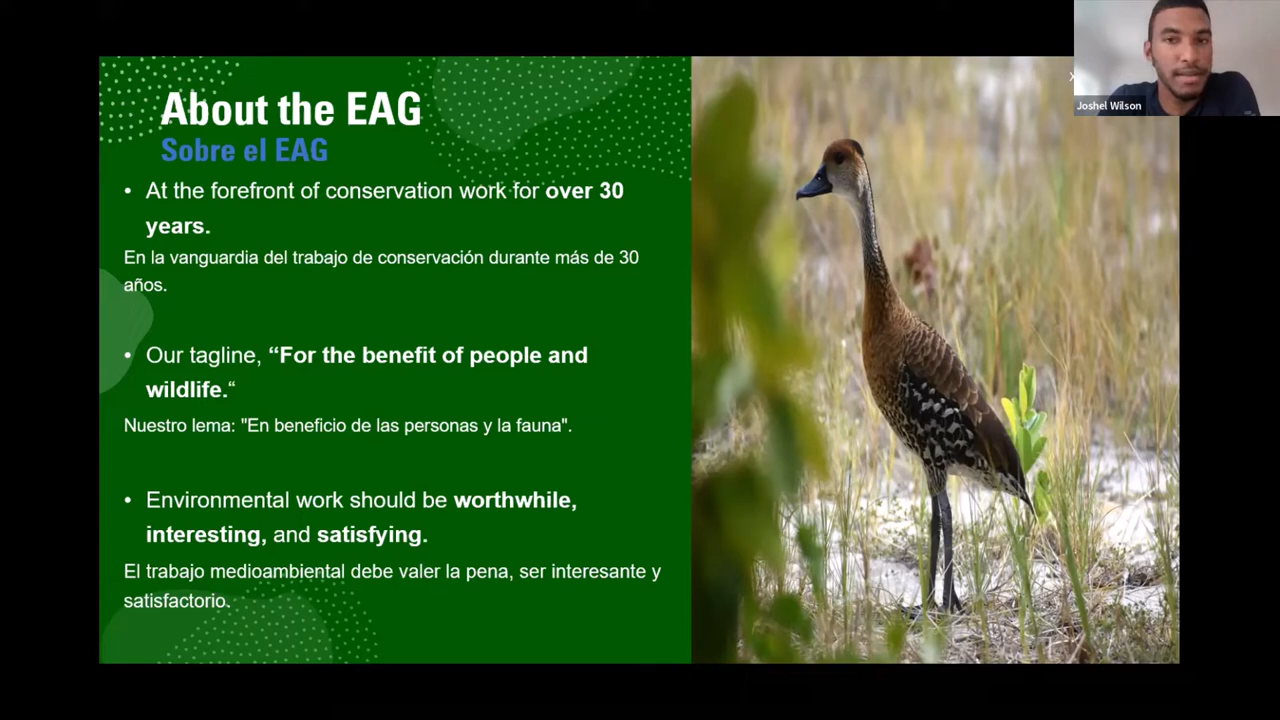 About the EAG
Sobre el EAG
• At the forefront of conservation work for over 30
years.
En la vanguardia del trabajo de conservación durante más de 30
años.
• Our tagline, “For the benefit of people and
wildlife.“
Nuestro lema: "En beneficio de las personas y la fauna".
• Environmental work should be worthwhile,
interesting, and satisfying.
El trabajo medioambiental debe valer la pena, ser interesante y
satisfactorio.
Joshel Wilson